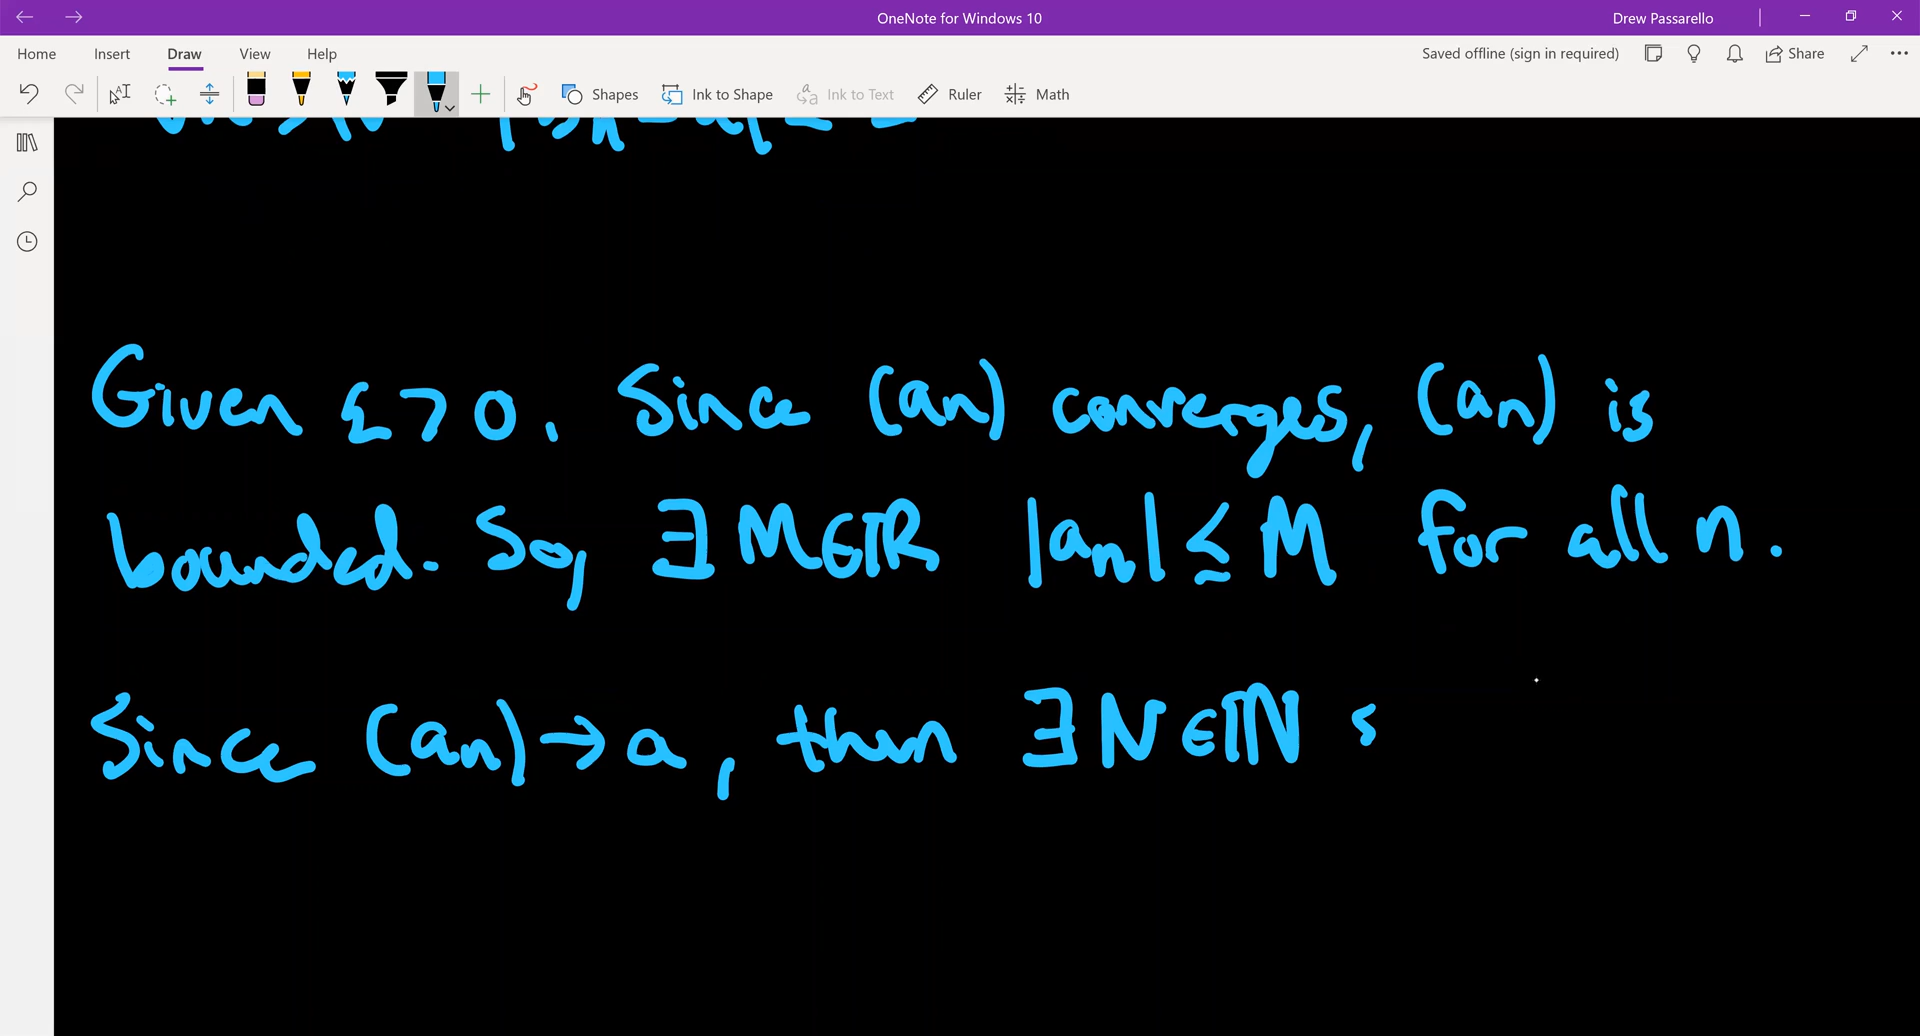 OneNote for Windows 10
Drew Passarello
Home Insert Draw View Help
Saved offline (sign in required) Share
Shapes Ink to Shape Ink to Text Ruler Math
Given ε > 0. Since (an) converges, (an) is
bounded. So, ∃ M ∈ ℝ |an| ≤ M for all n.
Since (an) → a, then ∃ N ∈ ℕ s